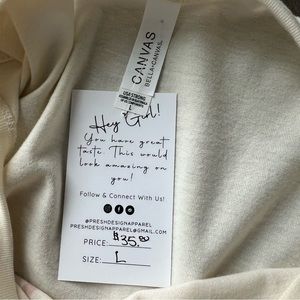 CANVAS
BELLA+CANVAS
L
Hey Girl!
You have great
taste. This would
look amazing on
you!
Follow & Connect With Us!
@PRESHDESIGNAPPAREL
PRESHDESIGNAPPAREL@GMAIL.COM
PRICE: $35.00
SIZE: L